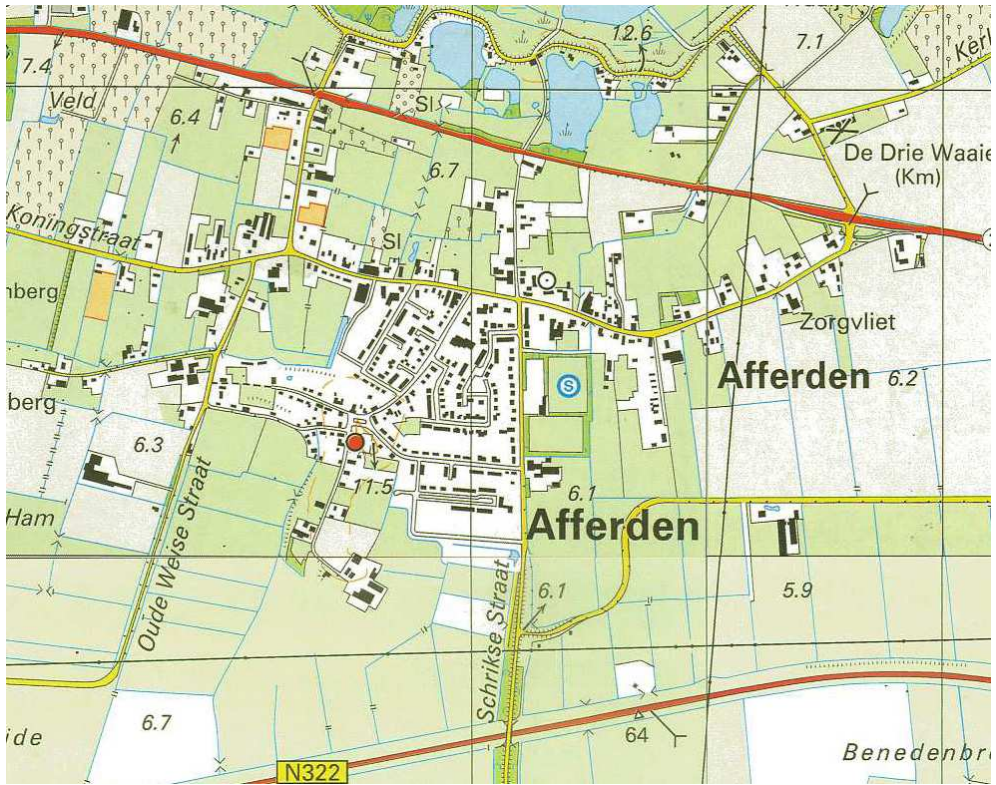 12.6
7.1
Kerk
7.4
Veld
6.4
Sl
6.7
De Drie Waaie
(Km)
Koningstraat
Sl
nberg
Zorgvliet
Afferden
6.2
S
berg
6.3
11.5
6.1
Ham
Afferden
Oude Weise Straat
Schrikse Straat
6.1
5.9
6.7
64
ide
Benedenbr
N322